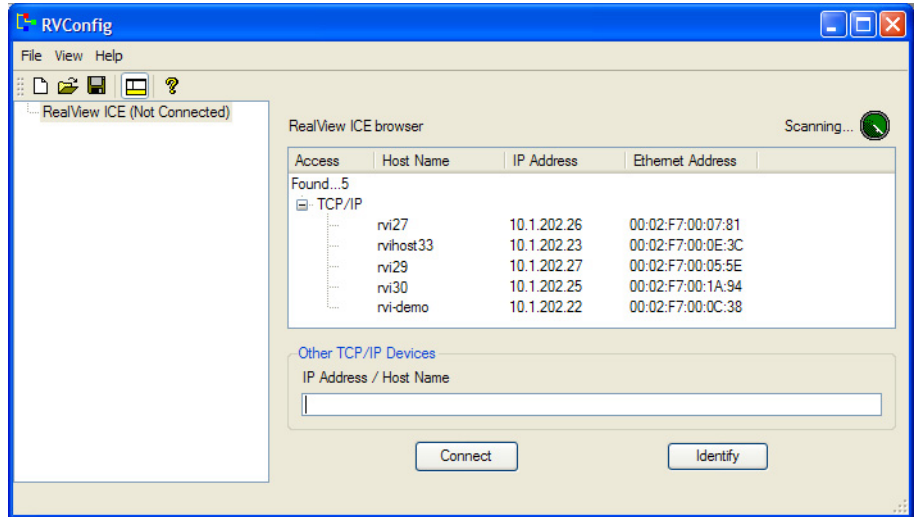 RVConfig
File View Help
RealView ICE (Not Connected)
RealView ICE browser Scanning...
Access Host Name IP Address Ethernet Address
Found...5
TCP/IP
rvi27 10.1.202.26 00:02:F7:00:07:81
rvihost33 10.1.202.23 00:02:F7:00:0E:3C
rvi29 10.1.202.27 00:02:F7:00:05:5E
rvi30 10.1.202.25 00:02:F7:00:1A:94
rvi-demo 10.1.202.22 00:02:F7:00:0C:38
Other TCP/IP Devices
IP Address / Host Name
Connect Identify